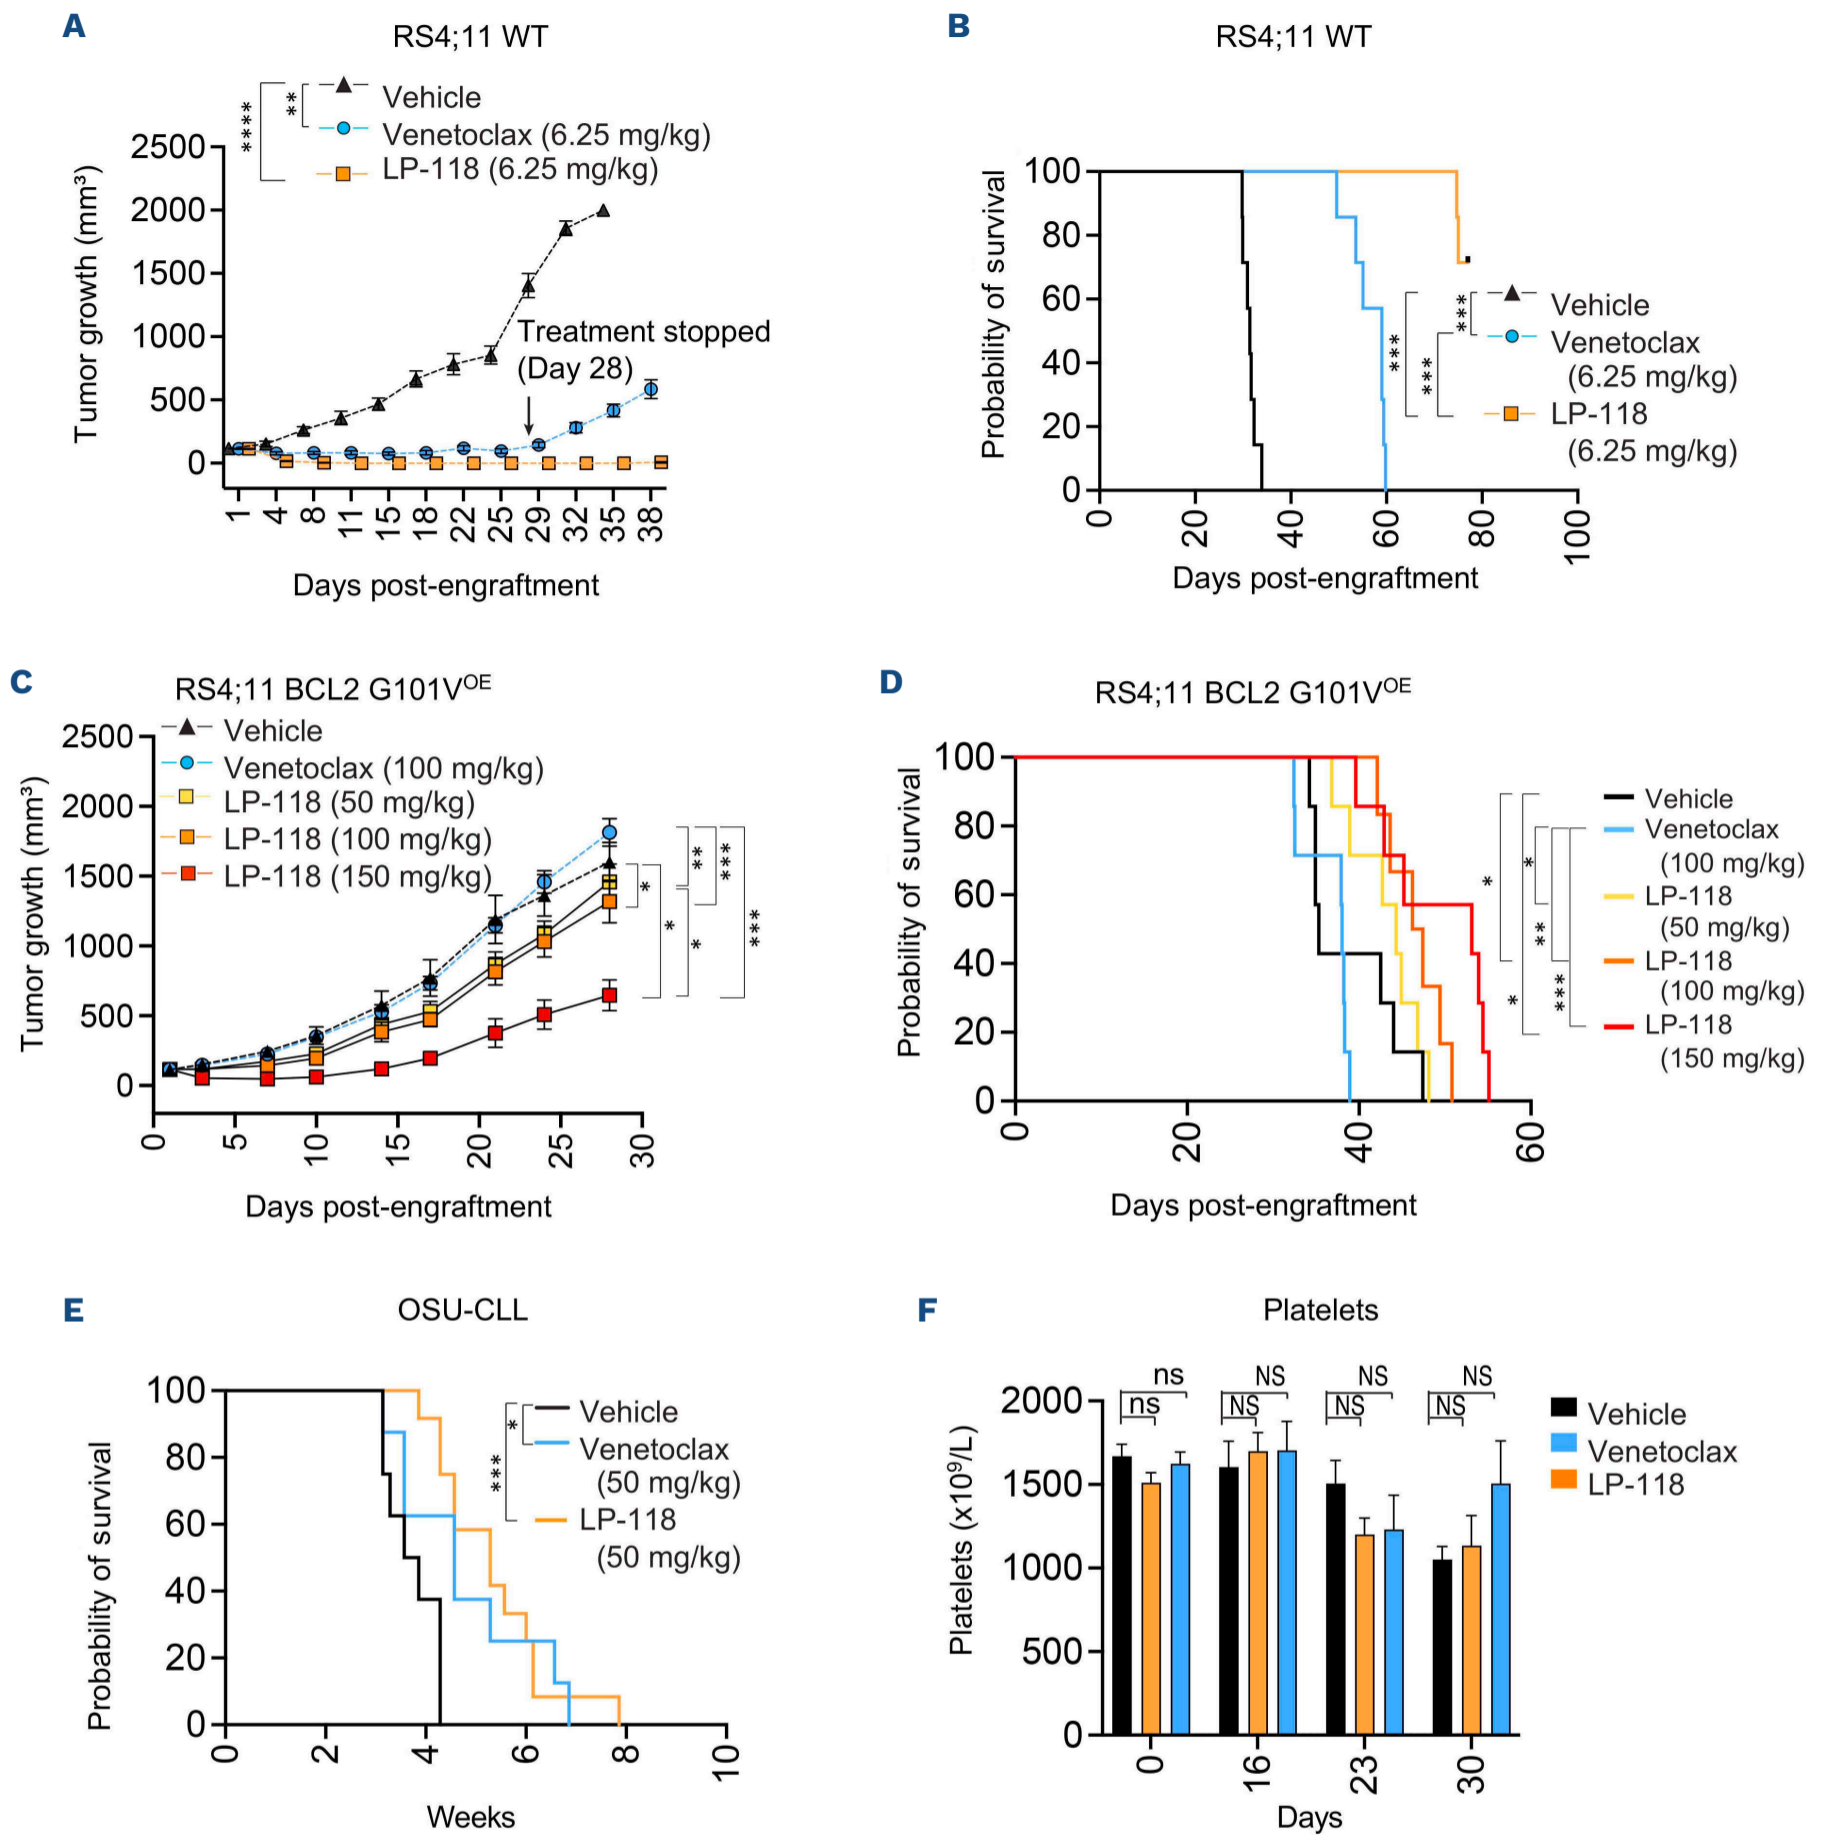 A
RS4;11 WT
Vehicle
Venetoclax (6.25 mg/kg)
LP-118 (6.25 mg/kg)
****
**
Tumor growth (mm³)
2500
2000
1500
1000
500
0
Treatment stopped
(Day 28)
1 4 8 11 15 18 22 25 29 32 35 38
Days post-engraftment
B
RS4;11 WT
Probability of survival
100
80
60
40
20
0
0 20 40 60 80 100
Days post-engraftment
***
***
***
Vehicle
Venetoclax
(6.25 mg/kg)
LP-118
(6.25 mg/kg)
C
RS4;11 BCL2 G101V^OE
Vehicle
Venetoclax (100 mg/kg)
LP-118 (50 mg/kg)
LP-118 (100 mg/kg)
LP-118 (150 mg/kg)
Tumor growth (mm³)
2500
2000
1500
1000
500
0
0 5 10 15 20 25 30
Days post-engraftment
*
*
**
*
***
***
D
RS4;11 BCL2 G101V^OE
Probability of survival
100
80
60
40
20
0
0 20 40 60
Days post-engraftment
*
*
*
**
***
Vehicle
Venetoclax
(100 mg/kg)
LP-118
(50 mg/kg)
LP-118
(100 mg/kg)
LP-118
(150 mg/kg)
E
OSU-CLL
Probability of survival
100
80
60
40
20
0
0 2 4 6 8 10
Weeks
***
*
Vehicle
Venetoclax
(50 mg/kg)
LP-118
(50 mg/kg)
F
Platelets
Platelets (x10⁹/L)
2000
1500
1000
500
0
ns NS NS NS
ns NS NS NS
0 16 23 30
Days
Vehicle
Venetoclax
LP-118